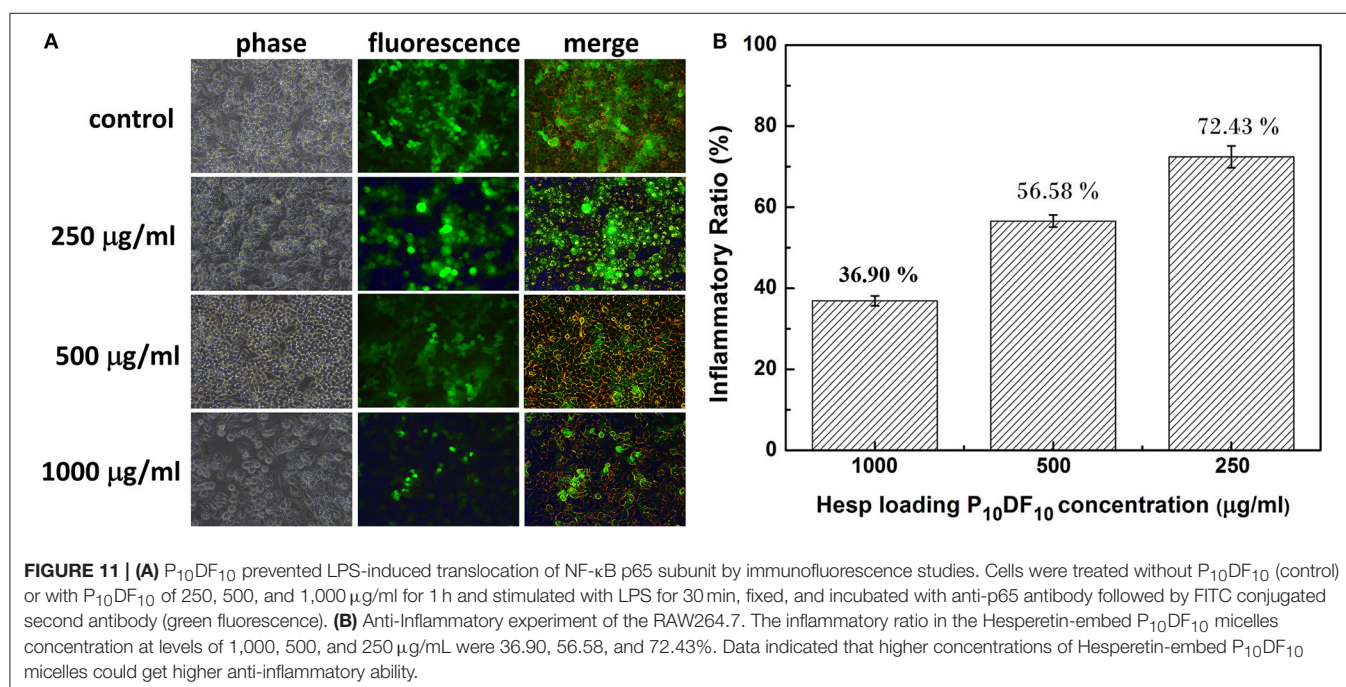 A
phase fluorescence merge
control
250 μg/ml
500 μg/ml
1000 μg/ml
B
100
80
60
40
20
0
Inflammatory Ratio (%)
36.90 %
56.58 %
72.43 %
1000 500 250
Hesp loading P₁₀DF₁₀ concentration (μg/ml)
FIGURE 11 | (A) P₁₀DF₁₀ prevented LPS-induced translocation of NF-κB p65 subunit by immunofluorescence studies. Cells were treated without P₁₀DF₁₀ (control)
or with P₁₀DF₁₀ of 250, 500, and 1,000 μg/ml for 1 h and stimulated with LPS for 30 min, fixed, and incubated with anti-p65 antibody followed by FITC conjugated
second antibody (green fluorescence). (B) Anti-Inflammatory experiment of the RAW264.7. The inflammatory ratio in the Hesperetin-embed P₁₀DF₁₀ micelles
concentration at levels of 1,000, 500, and 250 μg/mL were 36.90, 56.58, and 72.43%. Data indicated that higher concentrations of Hesperetin-embed P₁₀DF₁₀
micelles could get higher anti-inflammatory ability.